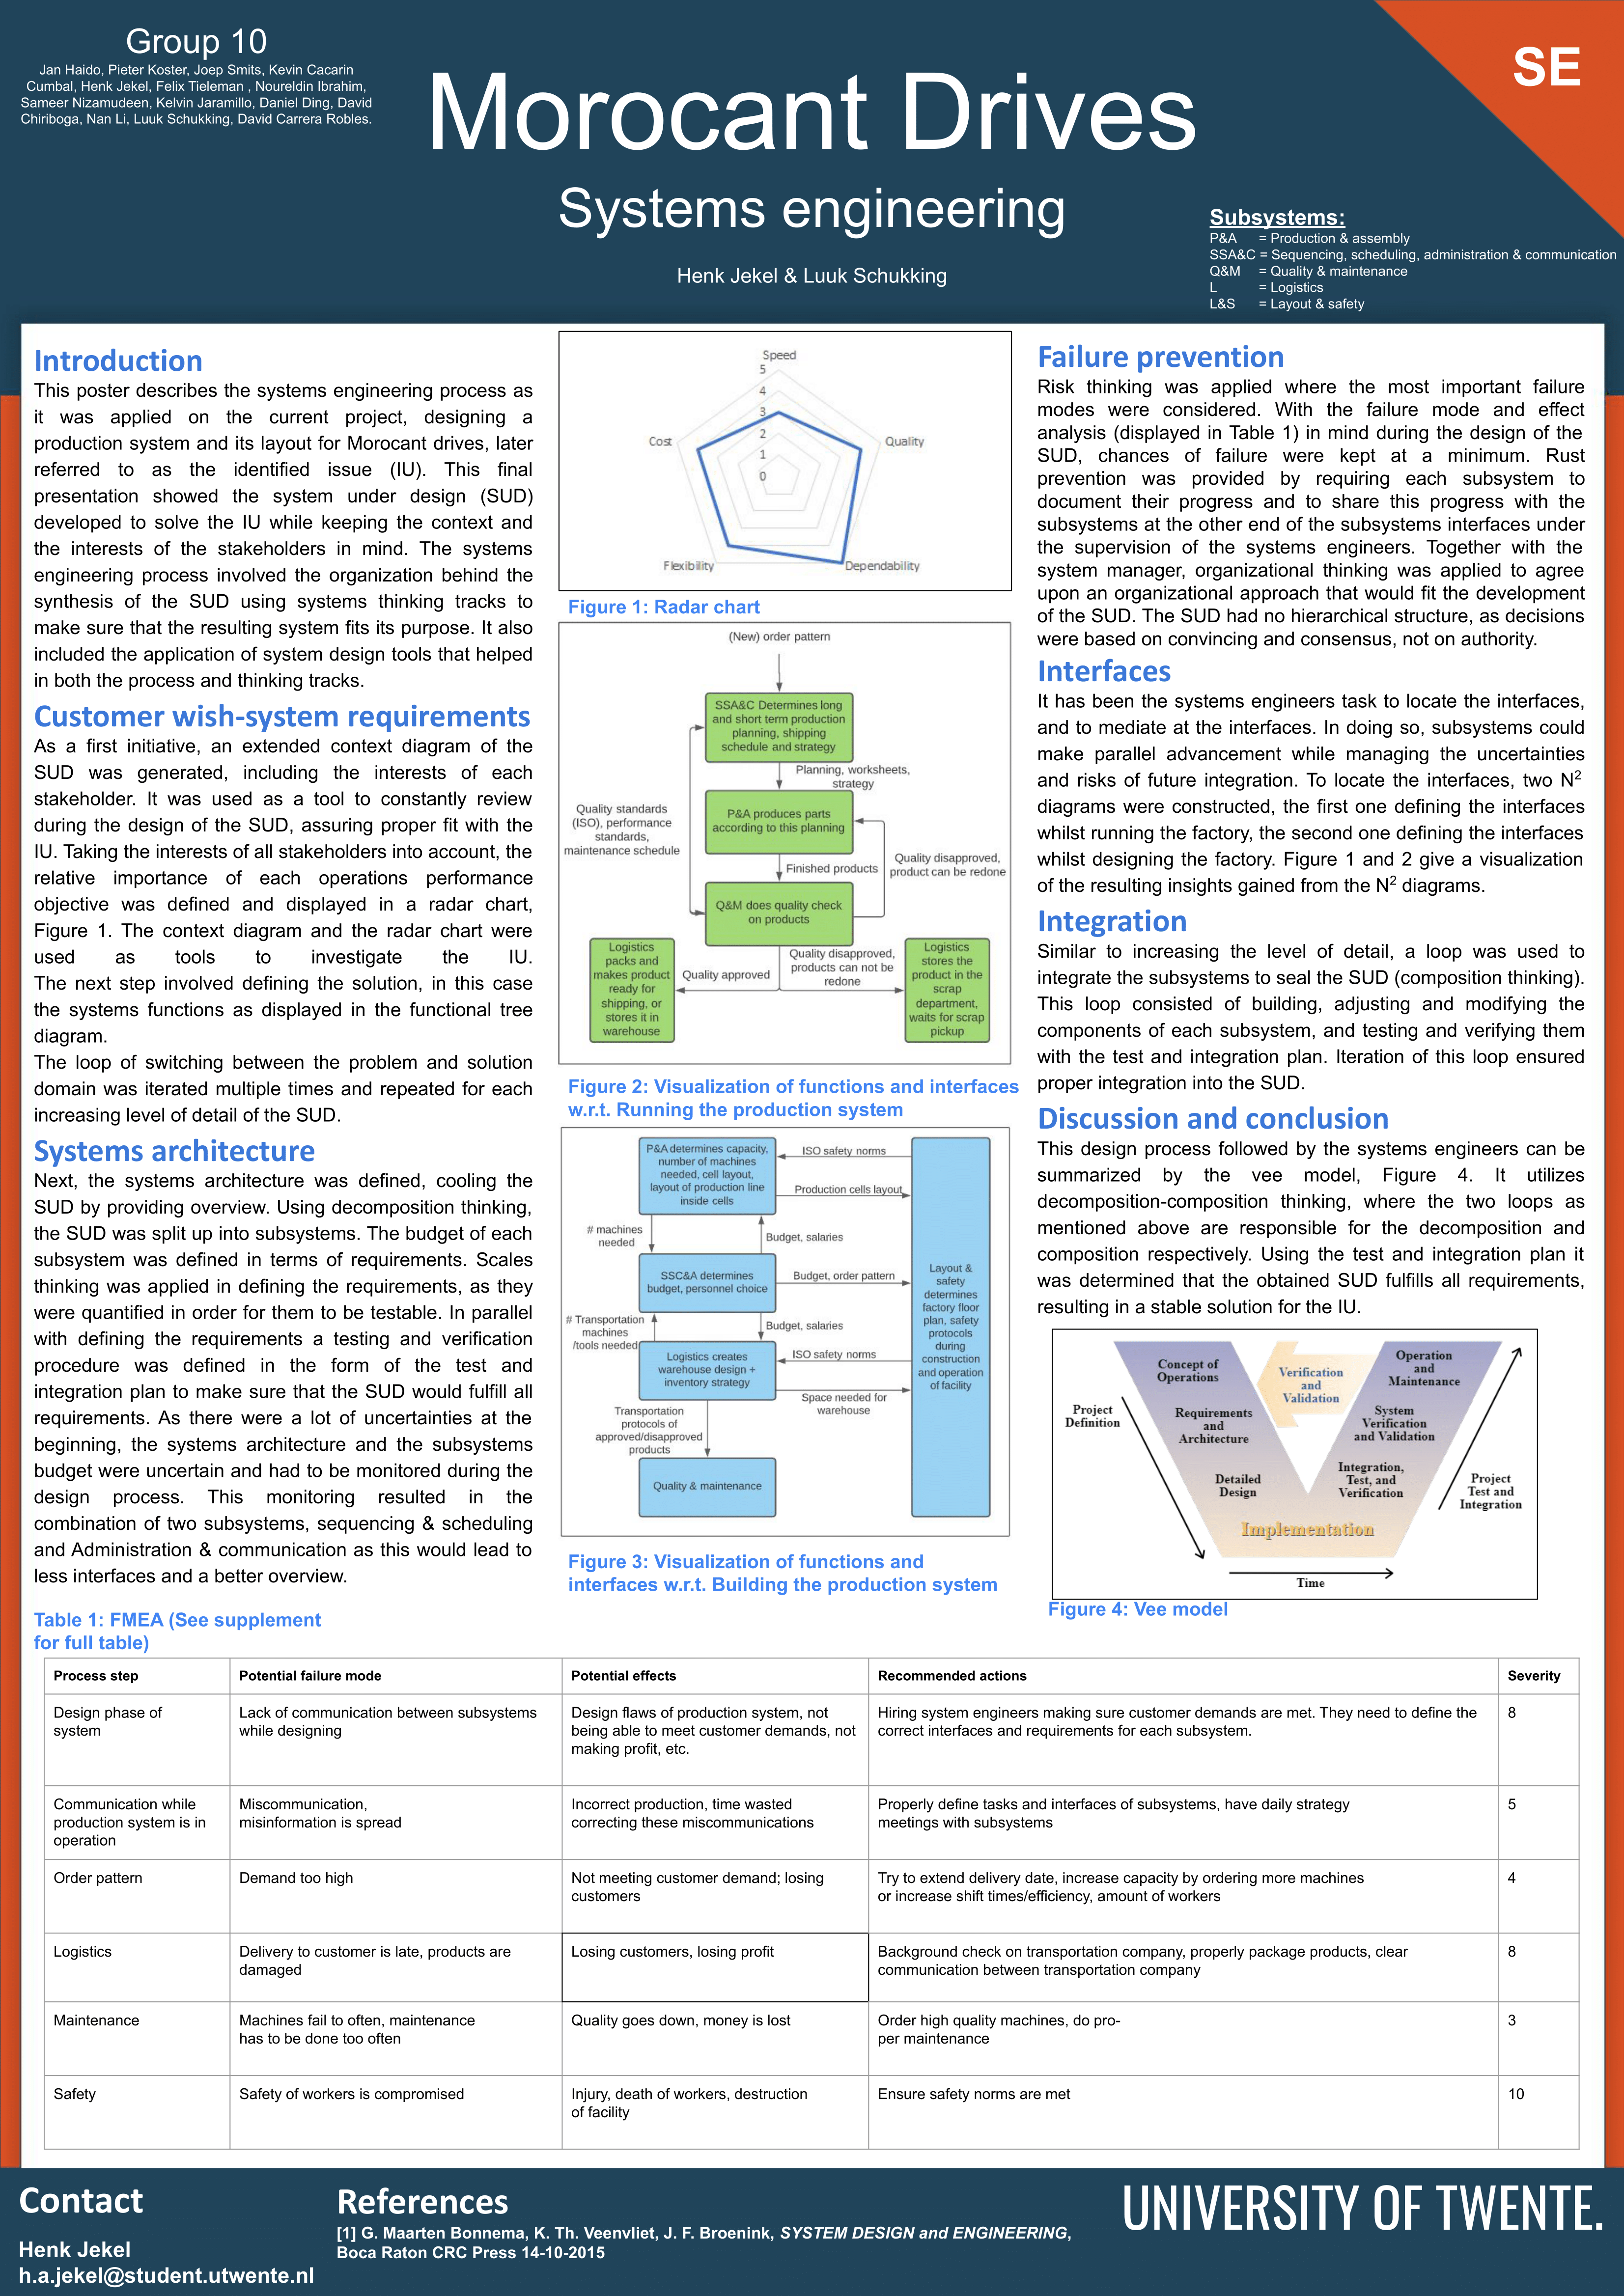 Group 10
Jan Haido, Pieter Koster, Joep Smits, Kevin Cacarin
Cumbal, Henk Jekel, Felix Tieleman , Noureldin Ibrahim,
Sameer Nizamudeen, Kelvin Jaramillo, Daniel Ding, David
Chiriboga, Nan Li, Luuk Schukking, David Carrera Robles.
Morocant Drives
Systems engineering
Henk Jekel & Luuk Schukking
SE
Subsystems:
P&A = Production & assembly
SSA&C = Sequencing, scheduling, administration & communication
Q&M = Quality & maintenance
L = Logistics
L&S = Layout & safety
Introduction
This poster describes the systems engineering process as
it was applied on the current project, designing a
production system and its layout for Morocant drives, later
referred to as the identified issue (IU). This final
presentation showed the system under design (SUD)
developed to solve the IU while keeping the context and
the interests of the stakeholders in mind. The systems
engineering process involved the organization behind the
synthesis of the SUD using systems thinking tracks to
make sure that the resulting system fits its purpose. It also
included the application of system design tools that helped
in both the process and thinking tracks.
Customer wish-system requirements
As a first initiative, an extended context diagram of the
SUD was generated, including the interests of each
stakeholder. It was used as a tool to constantly review
during the design of the SUD, assuring proper fit with the
IU. Taking the interests of all stakeholders into account, the
relative importance of each operations performance
objective was defined and displayed in a radar chart,
Figure 1. The context diagram and the radar chart were
used as tools to investigate the IU.
The next step involved defining the solution, in this case
the systems functions as displayed in the functional tree
diagram.
The loop of switching between the problem and solution
domain was iterated multiple times and repeated for each
increasing level of detail of the SUD.
Systems architecture
Next, the systems architecture was defined, cooling the
SUD by providing overview. Using decomposition thinking,
the SUD was split up into subsystems. The budget of each
subsystem was defined in terms of requirements. Scales
thinking was applied in defining the requirements, as they
were quantified in order for them to be testable. In parallel
with defining the requirements a testing and verification
procedure was defined in the form of the test and
integration plan to make sure that the SUD would fulfill all
requirements. As there were a lot of uncertainties at the
beginning, the systems architecture and the subsystems
budget were uncertain and had to be monitored during the
design process. This monitoring resulted in the
combination of two subsystems, sequencing & scheduling
and Administration & communication as this would lead to
less interfaces and a better overview.
Speed
5
4
3
2
1
0
Cost
Quality
Flexibility
Dependability
Figure 1: Radar chart
(New) order pattern
SSA&C Determines long
and short term production
planning, shipping
schedule and strategy
Planning, worksheets,
strategy
Quality standards
(ISO), performance
standards,
maintenance schedule
P&A produces parts
according to this planning
Finished products
Quality disapproved,
product can be redone
Q&M does quality check
on products
Logistics
packs and
makes product
ready for
shipping, or
stores it in
warehouse
Quality approved
Quality disapproved,
products can not be
redone
Logistics
stores the
product in the
scrap
department,
waits for scrap
pickup
Figure 2: Visualization of functions and interfaces
w.r.t. Running the production system
P&A determines capacity,
number of machines
needed, cell layout,
layout of production line
inside cells
ISO safety norms
Production cells layout
# machines
needed
Budget, salaries
SSC&A determines
budget, personnel choice
Budget, order pattern
Layout &
safety
determines
factory floor
plan, safety
protocols
during
construction
and operation
of facility
# Transportation
machines
/tools needed
Budget, salaries
Logistics creates
warehouse design +
inventory strategy
ISO safety norms
Space needed for
warehouse
Transportation
protocols of
approved/disapproved
products
Quality & maintenance
Figure 3: Visualization of functions and
interfaces w.r.t. Building the production system
Failure prevention
Risk thinking was applied where the most important failure
modes were considered. With the failure mode and effect
analysis (displayed in Table 1) in mind during the design of the
SUD, chances of failure were kept at a minimum. Rust
prevention was provided by requiring each subsystem to
document their progress and to share this progress with the
subsystems at the other end of the subsystems interfaces under
the supervision of the systems engineers. Together with the
system manager, organizational thinking was applied to agree
upon an organizational approach that would fit the development
of the SUD. The SUD had no hierarchical structure, as decisions
were based on convincing and consensus, not on authority.
Interfaces
It has been the systems engineers task to locate the interfaces,
and to mediate at the interfaces. In doing so, subsystems could
make parallel advancement while managing the uncertainties
and risks of future integration. To locate the interfaces, two N²
diagrams were constructed, the first one defining the interfaces
whilst running the factory, the second one defining the interfaces
whilst designing the factory. Figure 1 and 2 give a visualization
of the resulting insights gained from the N² diagrams.
Integration
Similar to increasing the level of detail, a loop was used to
integrate the subsystems to seal the SUD (composition thinking).
This loop consisted of building, adjusting and modifying the
components of each subsystem, and testing and verifying them
with the test and integration plan. Iteration of this loop ensured
proper integration into the SUD.
Discussion and conclusion
This design process followed by the systems engineers can be
summarized by the vee model, Figure 4. It utilizes
decomposition-composition thinking, where the two loops as
mentioned above are responsible for the decomposition and
composition respectively. Using the test and integration plan it
was determined that the obtained SUD fulfills all requirements,
resulting in a stable solution for the IU.
Concept of
Operations
Verification
and
Validation
Operation
and
Maintenance
Project
Definition
Requirements
and
Architecture
System
Verification
and Validation
Detailed
Design
Integration,
Test, and
Verification
Project
Test and
Integration
Implementation
Time
Figure 4: Vee model
Table 1: FMEA (See supplement
for full table)
Process step Potential failure mode Potential effects Recommended actions Severity
Design phase of
system
Lack of communication between subsystems
while designing
Design flaws of production system, not
being able to meet customer demands, not
making profit, etc.
Hiring system engineers making sure customer demands are met. They need to define the
correct interfaces and requirements for each subsystem.
8
Communication while
production system is in
operation
Miscommunication,
misinformation is spread
Incorrect production, time wasted
correcting these miscommunications
Properly define tasks and interfaces of subsystems, have daily strategy
meetings with subsystems
5
Order pattern
Demand too high
Not meeting customer demand; losing
customers
Try to extend delivery date, increase capacity by ordering more machines
or increase shift times/efficiency, amount of workers
4
Logistics
Delivery to customer is late, products are
damaged
Losing customers, losing profit
Background check on transportation company, properly package products, clear
communication between transportation company
8
Maintenance
Machines fail to often, maintenance
has to be done too often
Quality goes down, money is lost
Order high quality machines, do pro-
per maintenance
3
Safety
Safety of workers is compromised
Injury, death of workers, destruction
of facility
Ensure safety norms are met
10
Contact
Henk Jekel
h.a.jekel@student.utwente.nl
References
[1] G. Maarten Bonnema, K. Th. Veenvliet, J. F. Broenink, SYSTEM DESIGN and ENGINEERING,
Boca Raton CRC Press 14-10-2015
UNIVERSITY OF TWENTE.